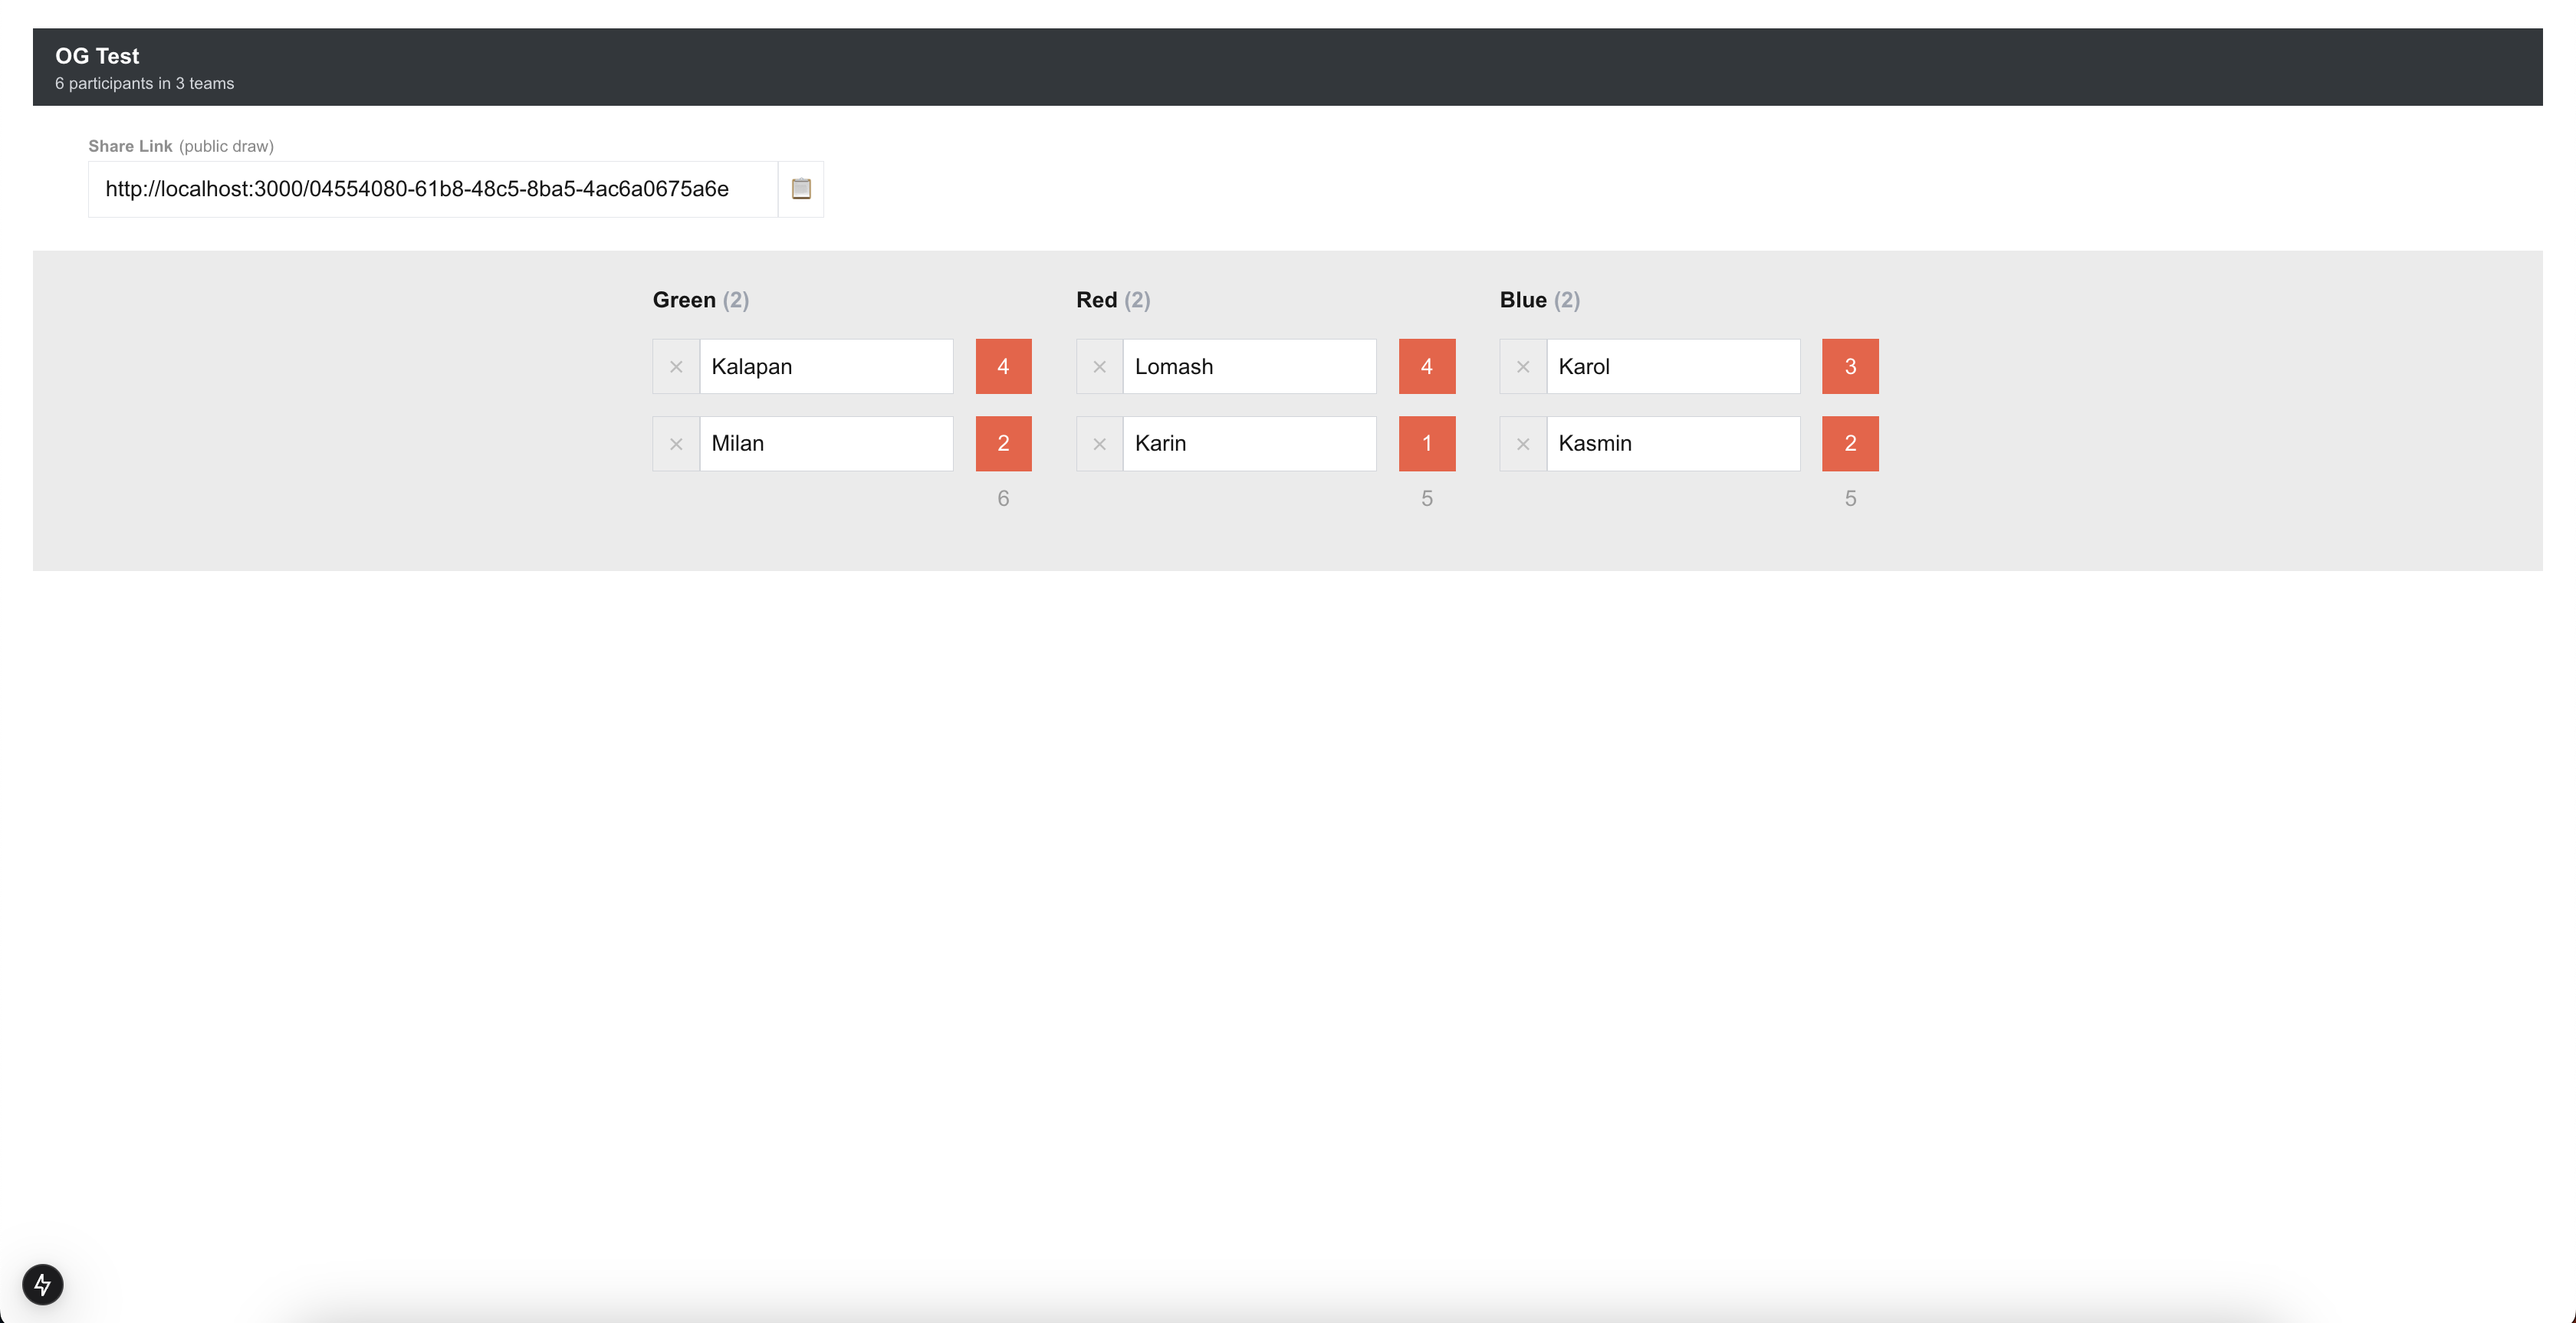 OG Test
6 participants in 3 teams
Share Link (public draw)
http://localhost:3000/04554080-61b8-48c5-8ba5-4ac6a0675a6e
Green (2)
× Kalapan 4
× Milan 2
6
Red (2)
× Lomash 4
× Karin 1
5
Blue (2)
× Karol 3
× Kasmin 2
5